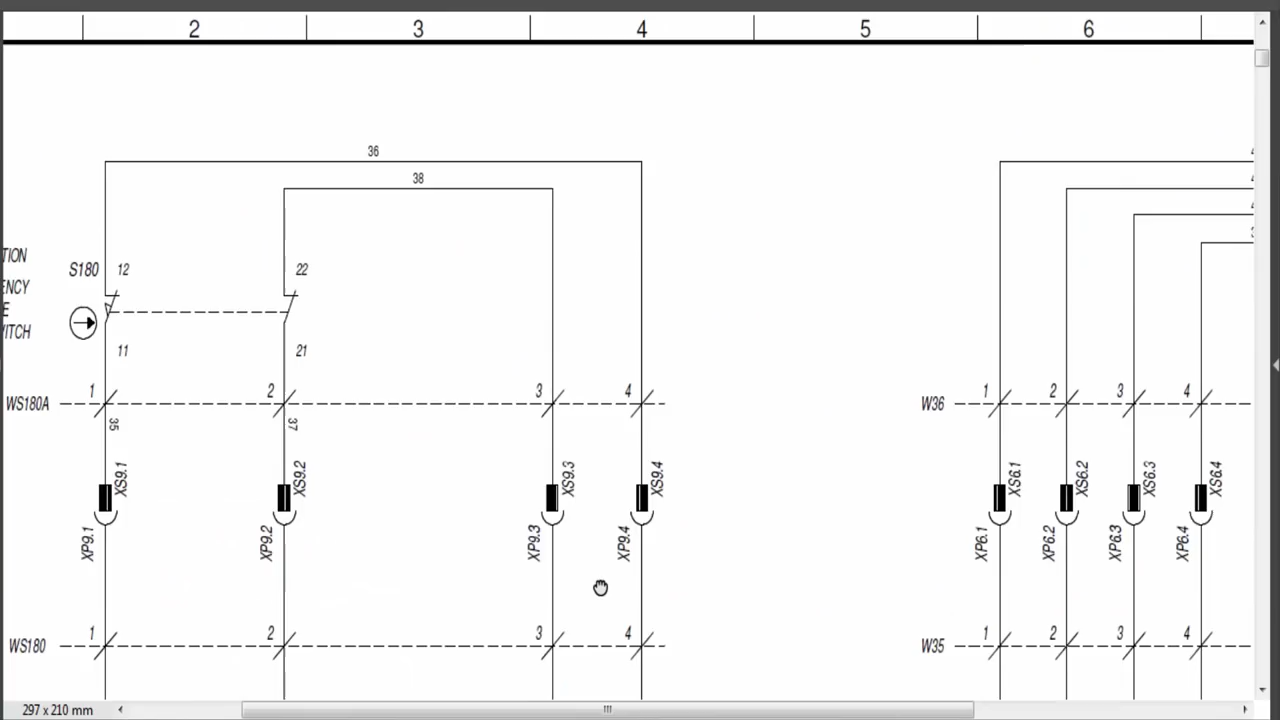 2 3 4 5 6
36
38
TION
ENCY
E
VITCH
S180 12 22
11 21
WS180A 1 2 3 4
35 37
XS9.1 XS9.2 XS9.3 XS9.4
XP9.1 XP9.2 XP9.3 XP9.4
WS180 1 2 3 4
W36 1 2 3 4
XS6.1 XS6.2 XS6.3 XS6.4
XP6.1 XP6.2 XP6.3 XP6.4
W35 1 2 3 4
297 x 210 mm